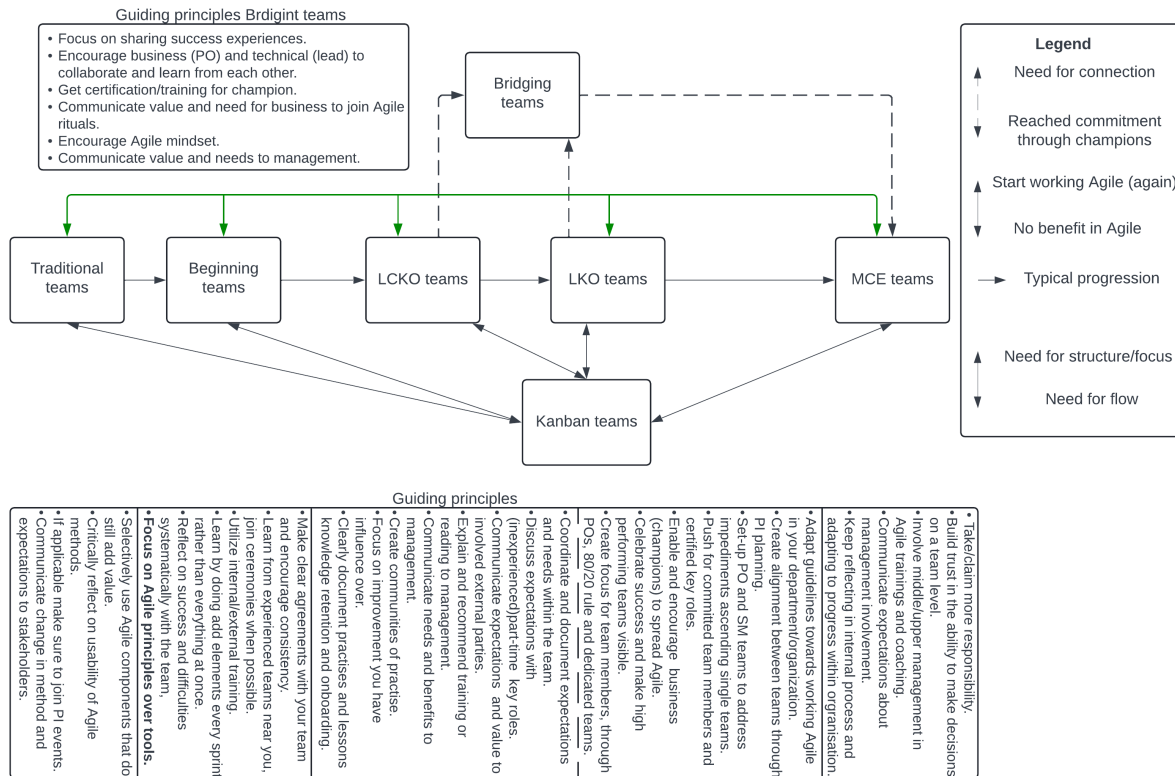 Guiding principles Brdigint teams
• Focus on sharing success experiences.
• Encourage business (PO) and technical (lead) to
collaborate and learn from each other.
• Get certification/training for champion.
• Communicate value and need for business to join Agile
rituals.
• Encourage Agile mindset.
• Communicate value and needs to management.
Bridging
teams
Traditional
teams
Beginning
teams
LCKO teams
LKO teams
MCE teams
Kanban teams
Legend
Need for connection
Reached commitment
through champions
Start working Agile (again)
No benefit in Agile
Typical progression
Need for structure/focus
Need for flow
Guiding principles
• Selectively use Agile components that do
still add value.
• Critically reflect on usability of Agile
methods.
• If applicable make sure to join PI events.
• Communicate change in method and
expectations to stakeholders.
• Make clear agreements with your team
and encourage consistency.
• Learn from experienced teams near you,
join ceremonies when possible.
• Utilize internal/external training.
• Learn by doing add elements every sprint
rather than everything at once.
• Reflect on success and difficulties
systematically with the team,
• Focus on Agile principles over tools.
• Coordinate and document expectations
and needs within the team.
• Discuss expectations with
(inexperienced)part-time key roles.
• Communicate expectations and value to
involved external parties.
• Explain and recommend training or
reading to management.
• Communicate needs and benefits to
management.
• Create communities of practise.
• Focus on improvement you have
influence over.
• Clearly document practises and lessons
knowledge retention and onboarding.
• Adapt guidelines towards working Agile
in your department/organization.
• Create alignment between teams through
PI planning.
• Set-up PO and SM teams to address
impediments ascending single teams.
• Push for committed team members and
certified key roles.
• Enable and encourage business
(champions) to spread Agile.
• Celebrate success and make high
performing teams visible.
• Create focus for team members, through
POs, 80/20 rule and dedicated teams.
• Take/claim more responsibility.
• Build trust in the ability to make decisions
on a team level.
• Involve middle/upper management in
Agile trainings and coaching.
• Communicate expectations about
management involvement.
• Keep reflecting in internal process and
adapting to progress within orgranisation.